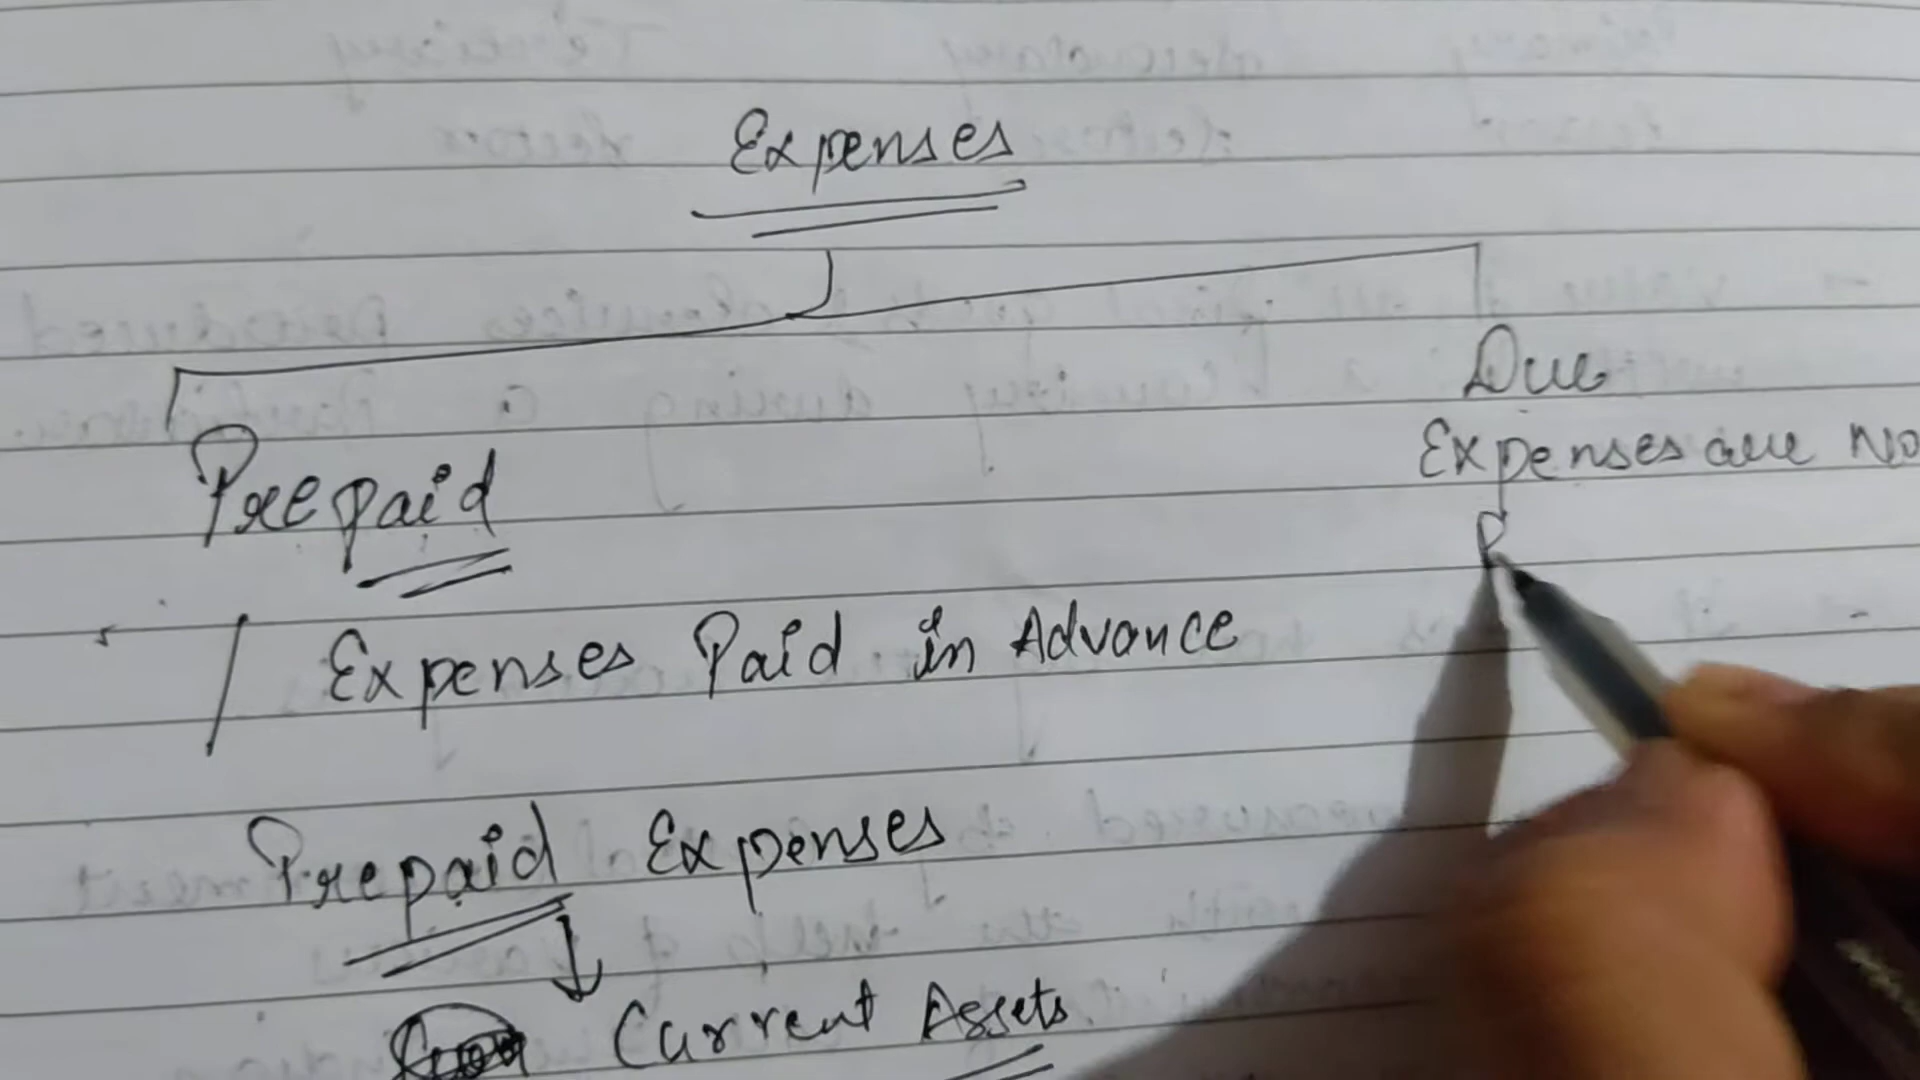 Expenses
Due
Prepaid
Expenses are No
P
Expenses Paid in Advance
Prepaid Expenses
Current Assets